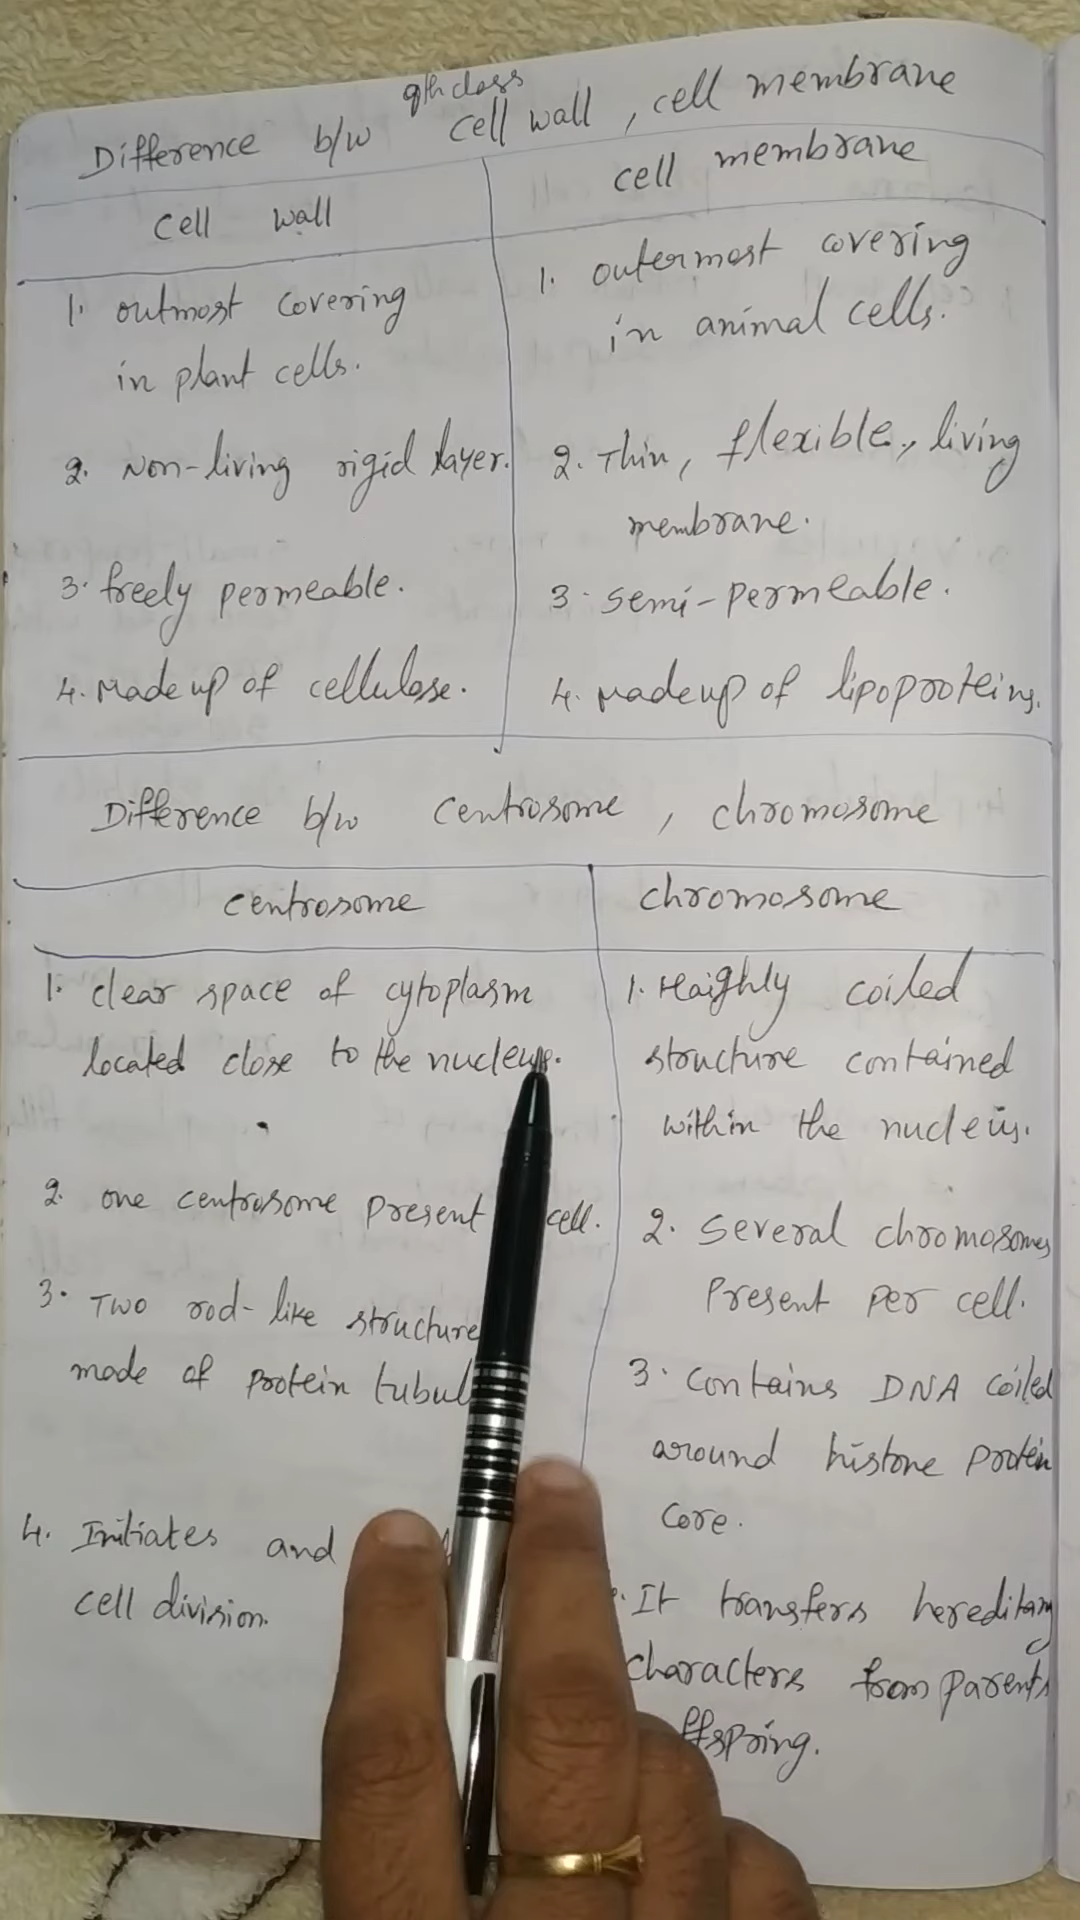 9th class
Difference b/w cell wall, cell membrane
cell wall
1. outmost covering
in plant cells.
2. Non-living rigid layer.
3. freely permeable.
4. Made up of cellulose.
cell membrane
1. outermost covering
in animal cells.
2. Thin, flexible, living
membrane.
3. semi-permeable.
4. Madeup of lipoproteins.
Difference b/w centrosome, chromosome
centrosome
1. clear space of cytoplasm
located close to the nucleus.
2. one centrosome present cell.
3. Two rod-like structure
made of protein
4. Initiates and
cell division.
chromosome
1. Haighly coiled
structure contained
within the nucleus.
2. Several chromosomes
present per cell.
3. contains DNA coiled
around histone protein
core.
It transfers hereditary
characters from parents